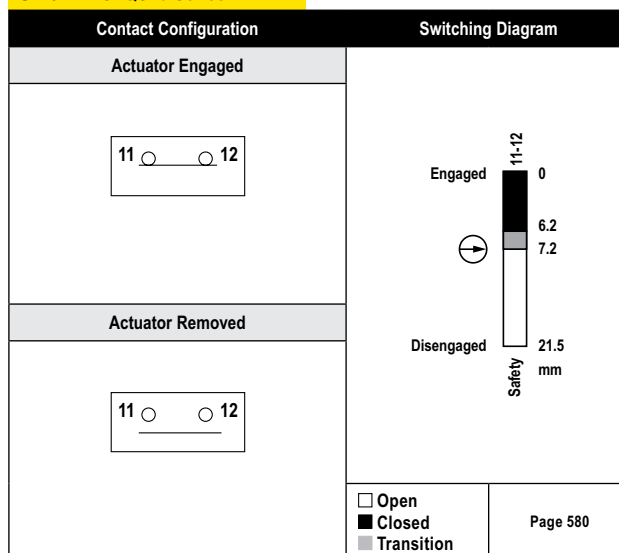 Contact Configuration
Switching Diagram
Actuator Engaged
11 12
Actuator Removed
11 12
11-12
Engaged 0
6.2
7.2
Disengaged 21.5
mm
Safety
Open
Closed
Transition
Page 580